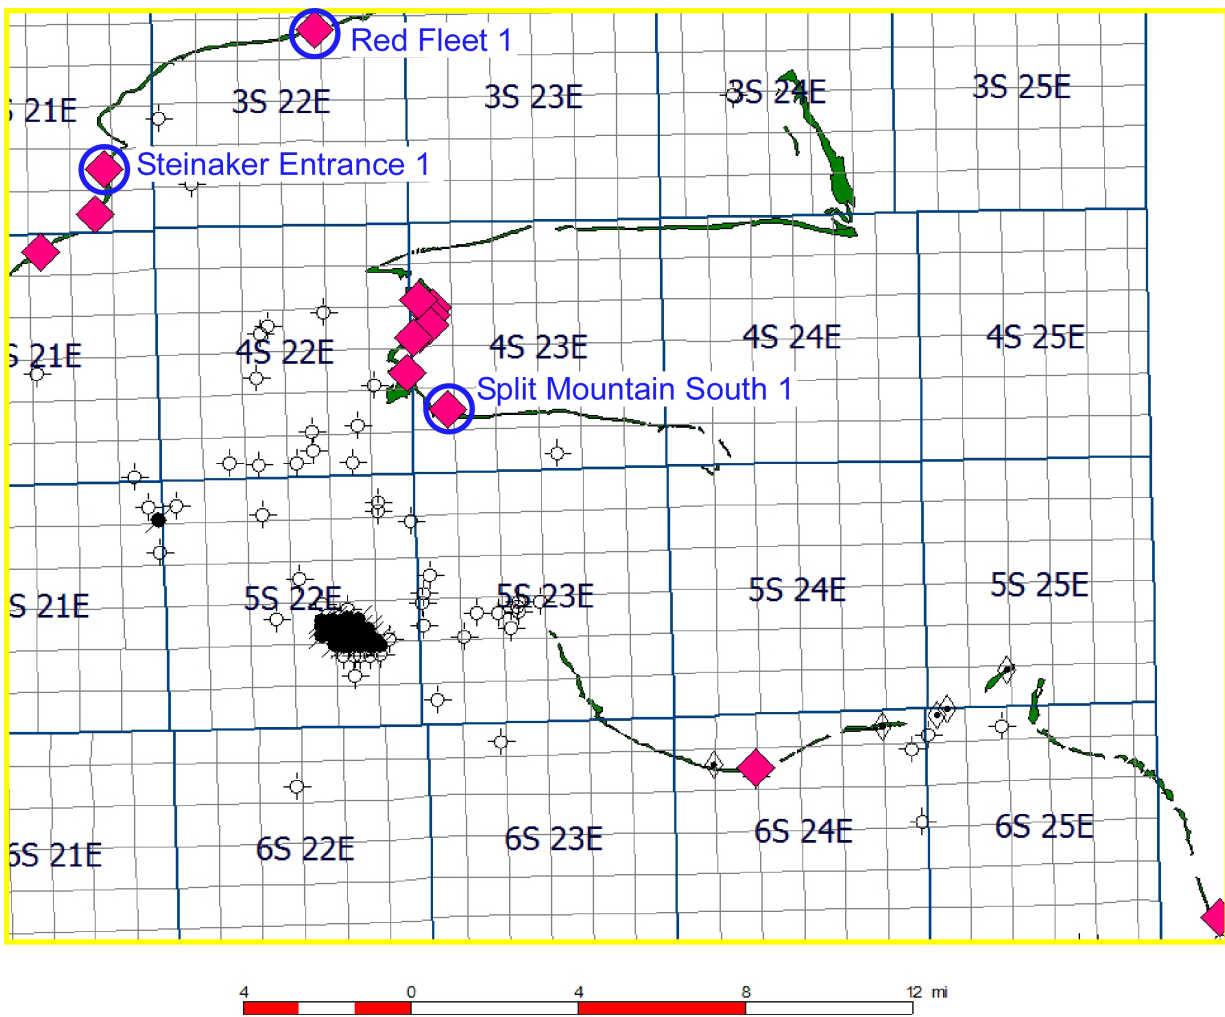 Red Fleet 1
3S 22E
3S 23E
3S 24E
3S 25E
S 21E
Steinaker Entrance 1
S 21E
4S 22E
4S 23E
4S 24E
4S 25E
Split Mountain South 1
S 21E
5S 22E
5S 23E
5S 24E
5S 25E
6S 21E
6S 22E
6S 23E
6S 24E
6S 25E
4 0 4 8 12 mi